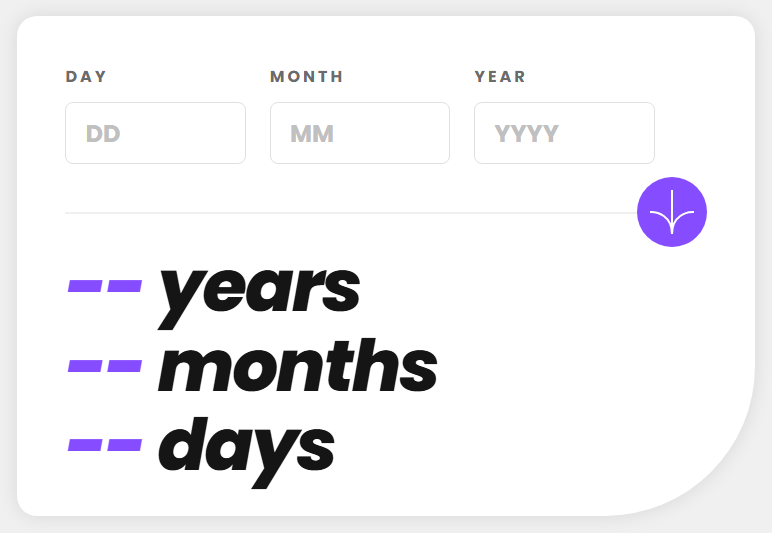 DAY MONTH YEAR
DD MM YYYY
-- years
-- months
-- days